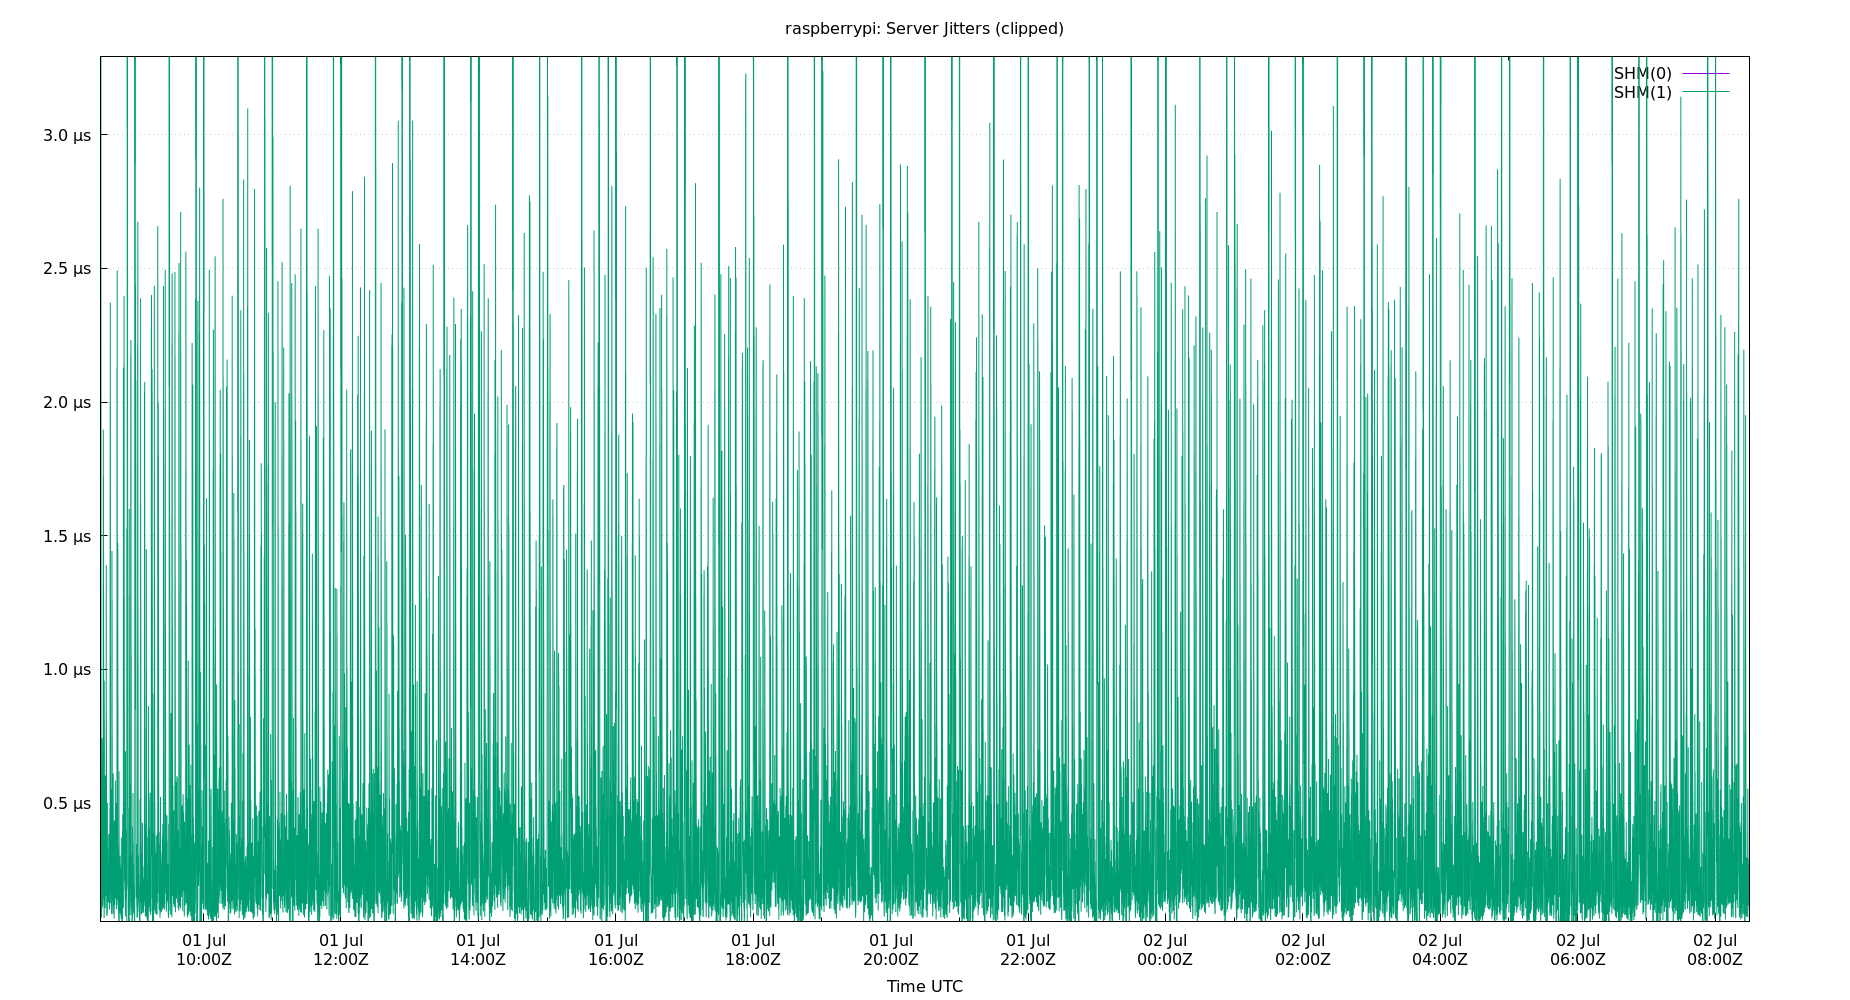 raspberrypi: Server Jitters (clipped)
SHM(0)
SHM(1)
3.0 µs
2.5 µs
2.0 µs
1.5 µs
1.0 µs
0.5 µs
01 Jul 01 Jul 01 Jul 01 Jul 01 Jul 01 Jul 01 Jul 02 Jul 02 Jul 02 Jul 02 Jul 02 Jul
10:00Z 12:00Z 14:00Z 16:00Z 18:00Z 20:00Z 22:00Z 00:00Z 02:00Z 04:00Z 06:00Z 08:00Z
Time UTC